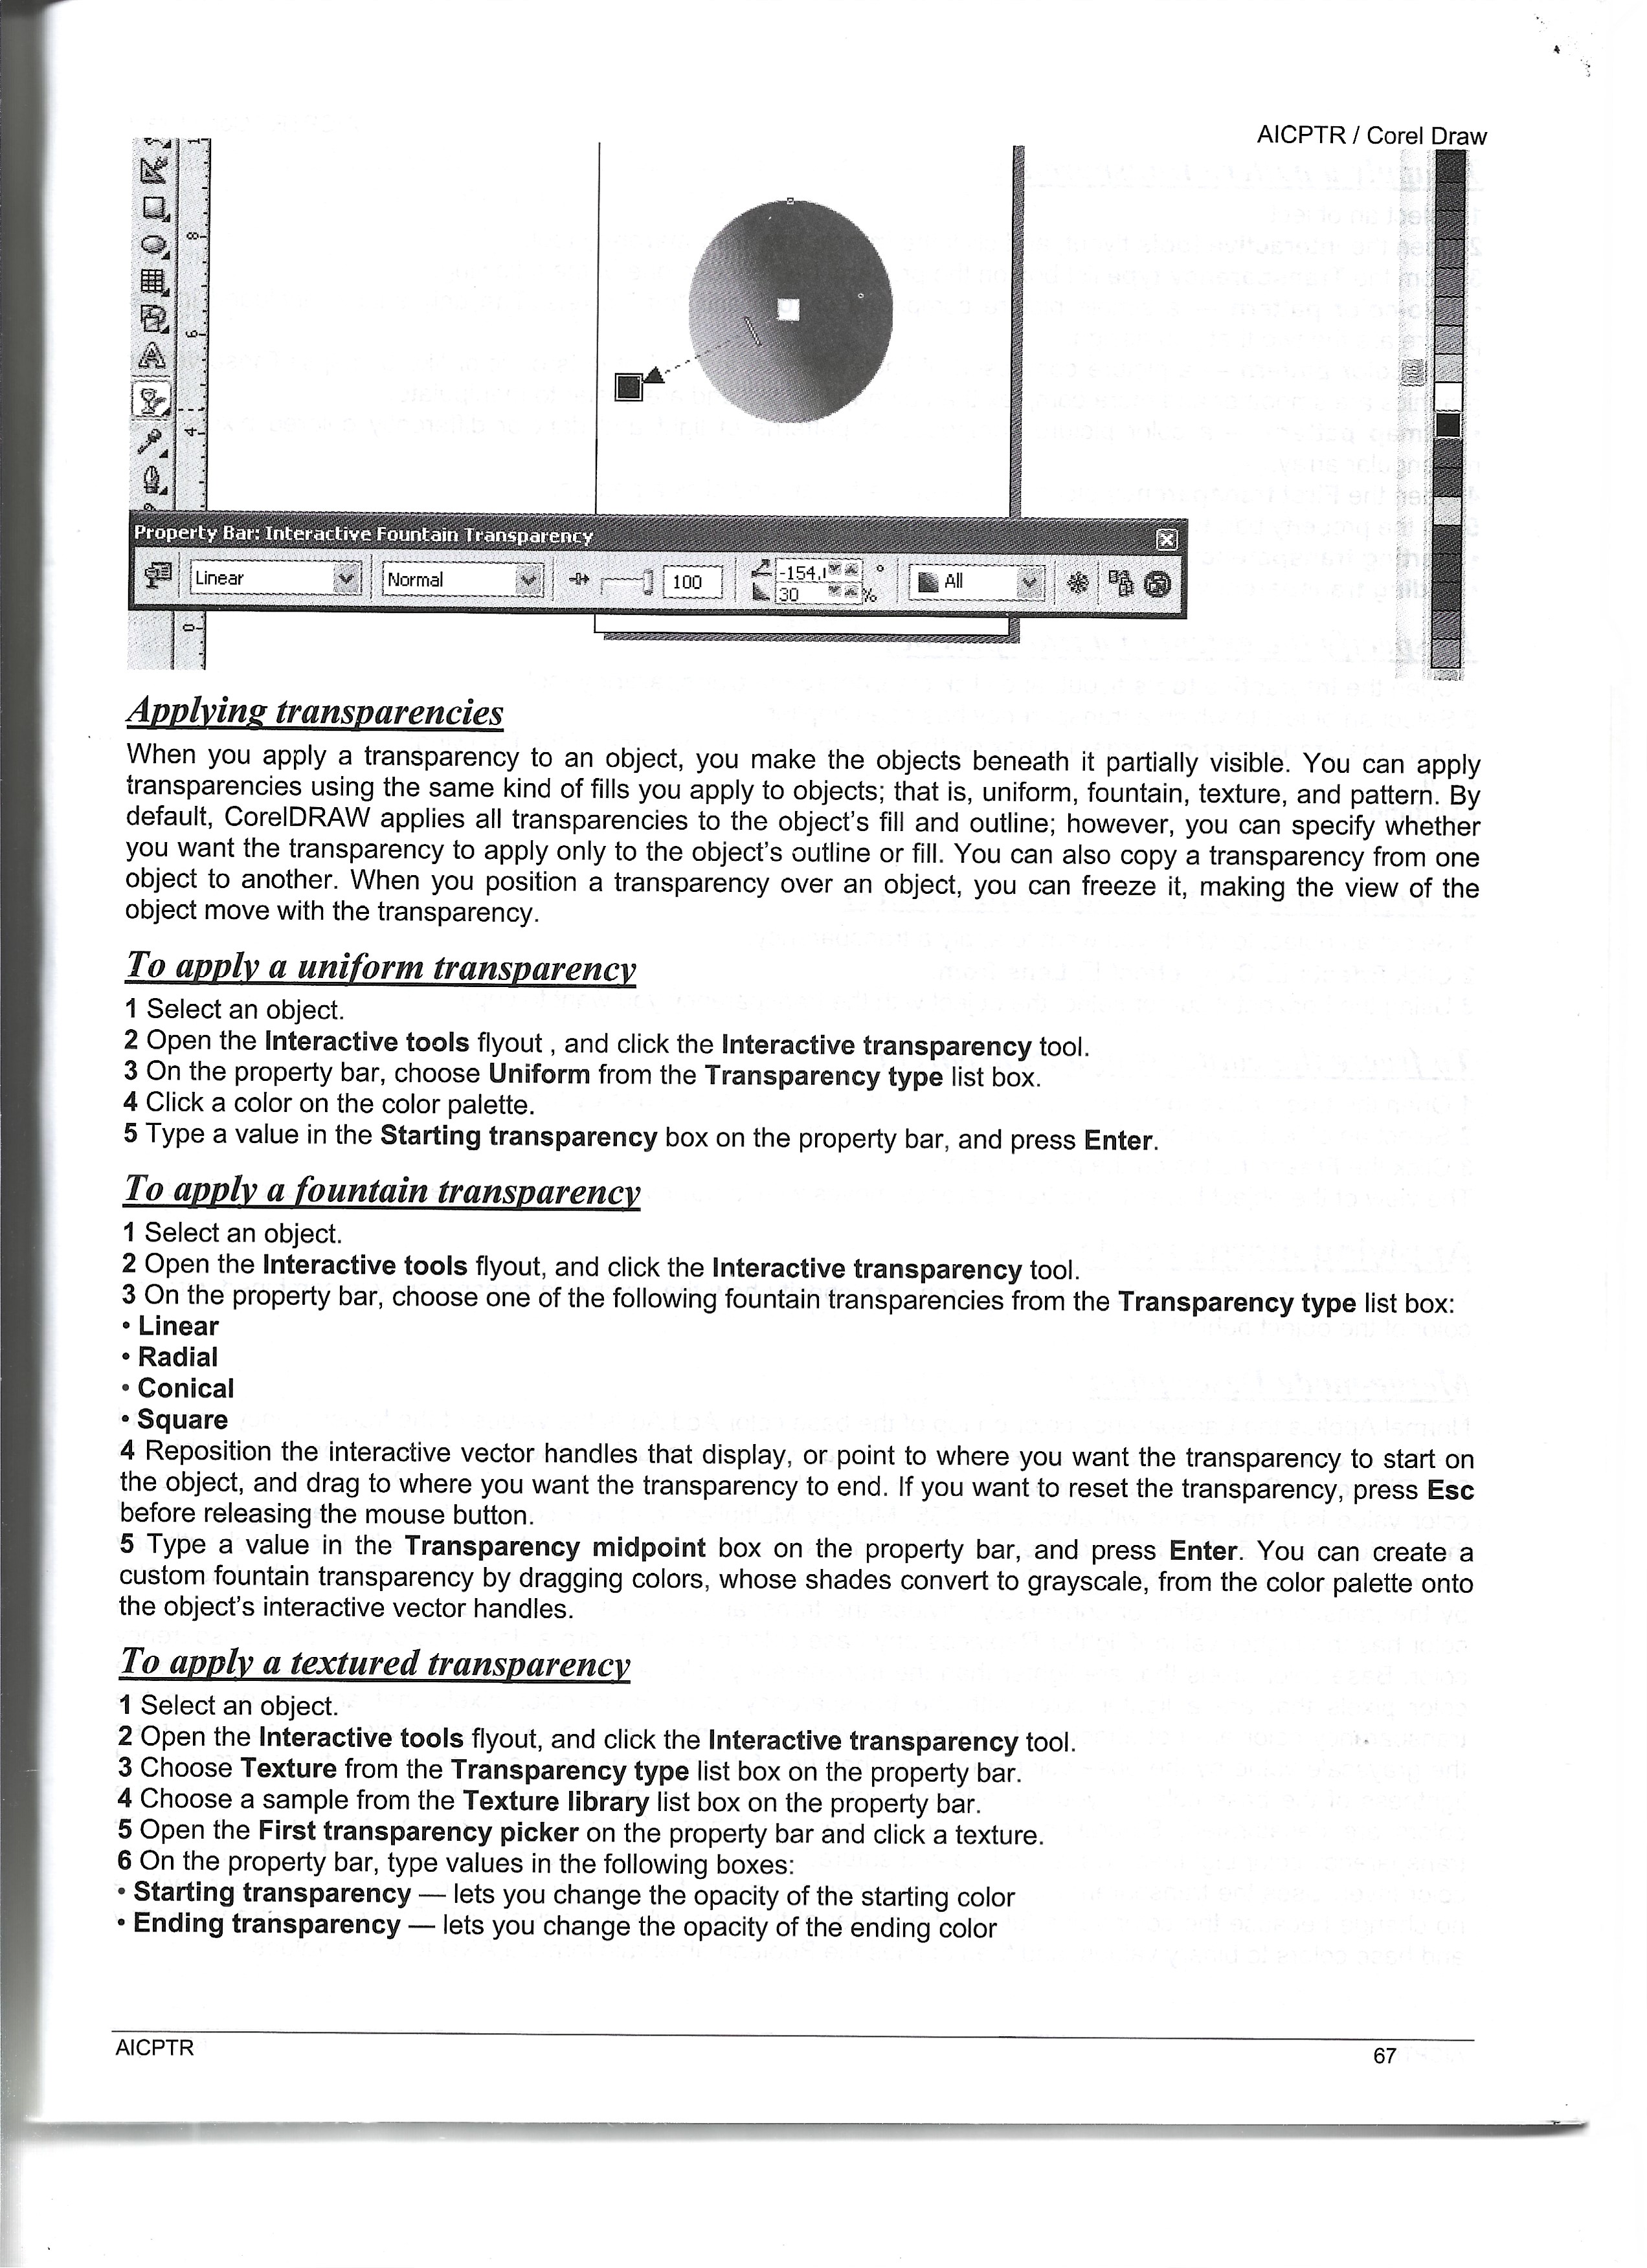 AICPTR / Corel Draw
8
6
4
Property Bar: Interactive Fountain Transparency
Linear
Normal
100
-154.
°
30
%
All
0
Applying transparencies
When you apply a transparency to an object, you make the objects beneath it partially visible. You can apply
transparencies using the same kind of fills you apply to objects; that is, uniform, fountain, texture, and pattern. By
default, CorelDRAW applies all transparencies to the object's fill and outline; however, you can specify whether
you want the transparency to apply only to the object's outline or fill. You can also copy a transparency from one
object to another. When you position a transparency over an object, you can freeze it, making the view of the
object move with the transparency.
To apply a uniform transparency
1 Select an object.
2 Open the Interactive tools flyout , and click the Interactive transparency tool.
3 On the property bar, choose Uniform from the Transparency type list box.
4 Click a color on the color palette.
5 Type a value in the Starting transparency box on the property bar, and press Enter.
To apply a fountain transparency
1 Select an object.
2 Open the Interactive tools flyout, and click the Interactive transparency tool.
3 On the property bar, choose one of the following fountain transparencies from the Transparency type list box:
• Linear
• Radial
• Conical
• Square
4 Reposition the interactive vector handles that display, or point to where you want the transparency to start on
the object, and drag to where you want the transparency to end. If you want to reset the transparency, press Esc
before releasing the mouse button.
5 Type a value in the Transparency midpoint box on the property bar, and press Enter. You can create a
custom fountain transparency by dragging colors, whose shades convert to grayscale, from the color palette onto
the object's interactive vector handles.
To apply a textured transparency
1 Select an object.
2 Open the Interactive tools flyout, and click the Interactive transparency tool.
3 Choose Texture from the Transparency type list box on the property bar.
4 Choose a sample from the Texture library list box on the property bar.
5 Open the First transparency picker on the property bar and click a texture.
6 On the property bar, type values in the following boxes:
• Starting transparency — lets you change the opacity of the starting color
• Ending transparency — lets you change the opacity of the ending color
AICPTR
67